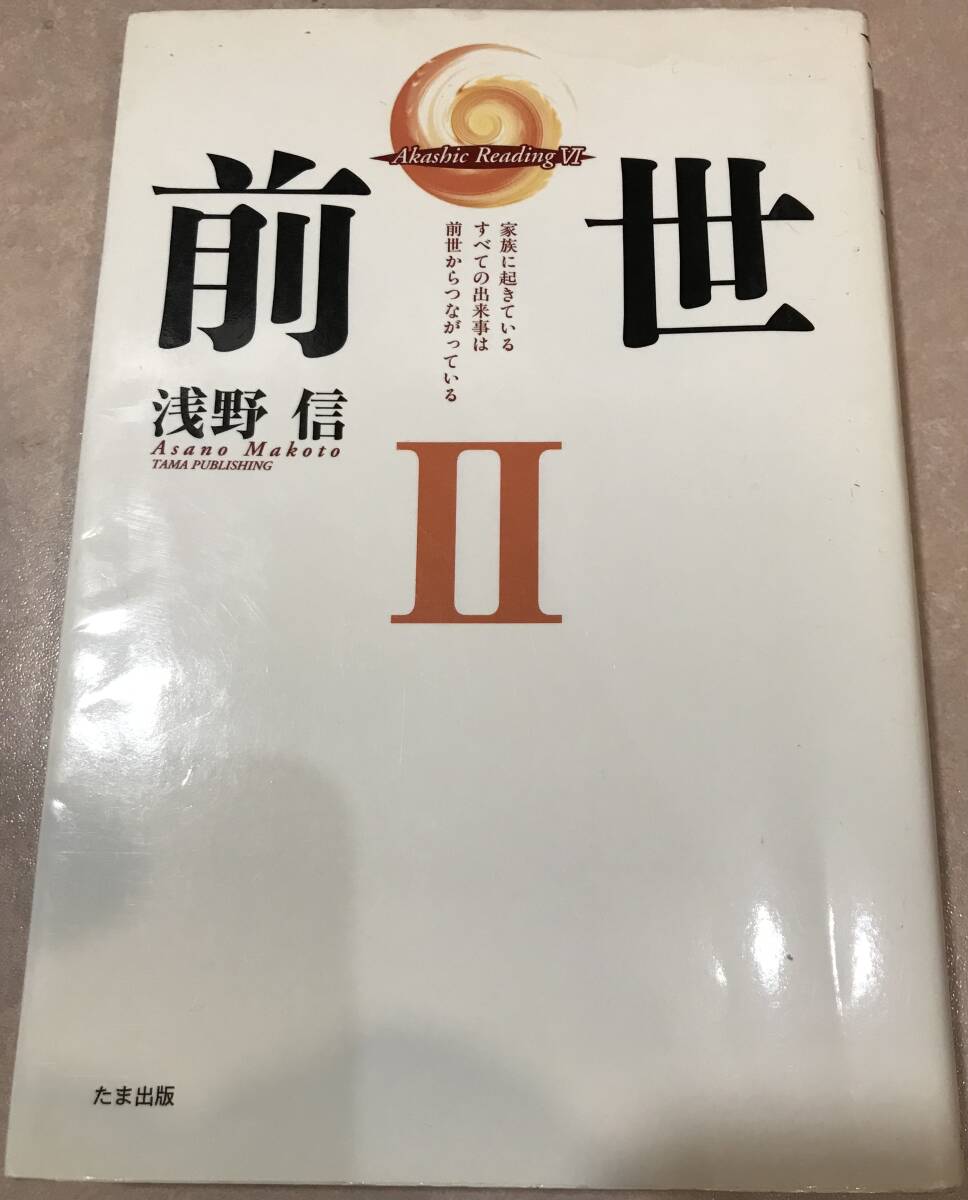 Akashic Reading VI
前世
家族に起きている
すべての出来事は
前世からつながっている
浅野 信
Asano Makoto
TAMA PUBLISHING
II
たま出版